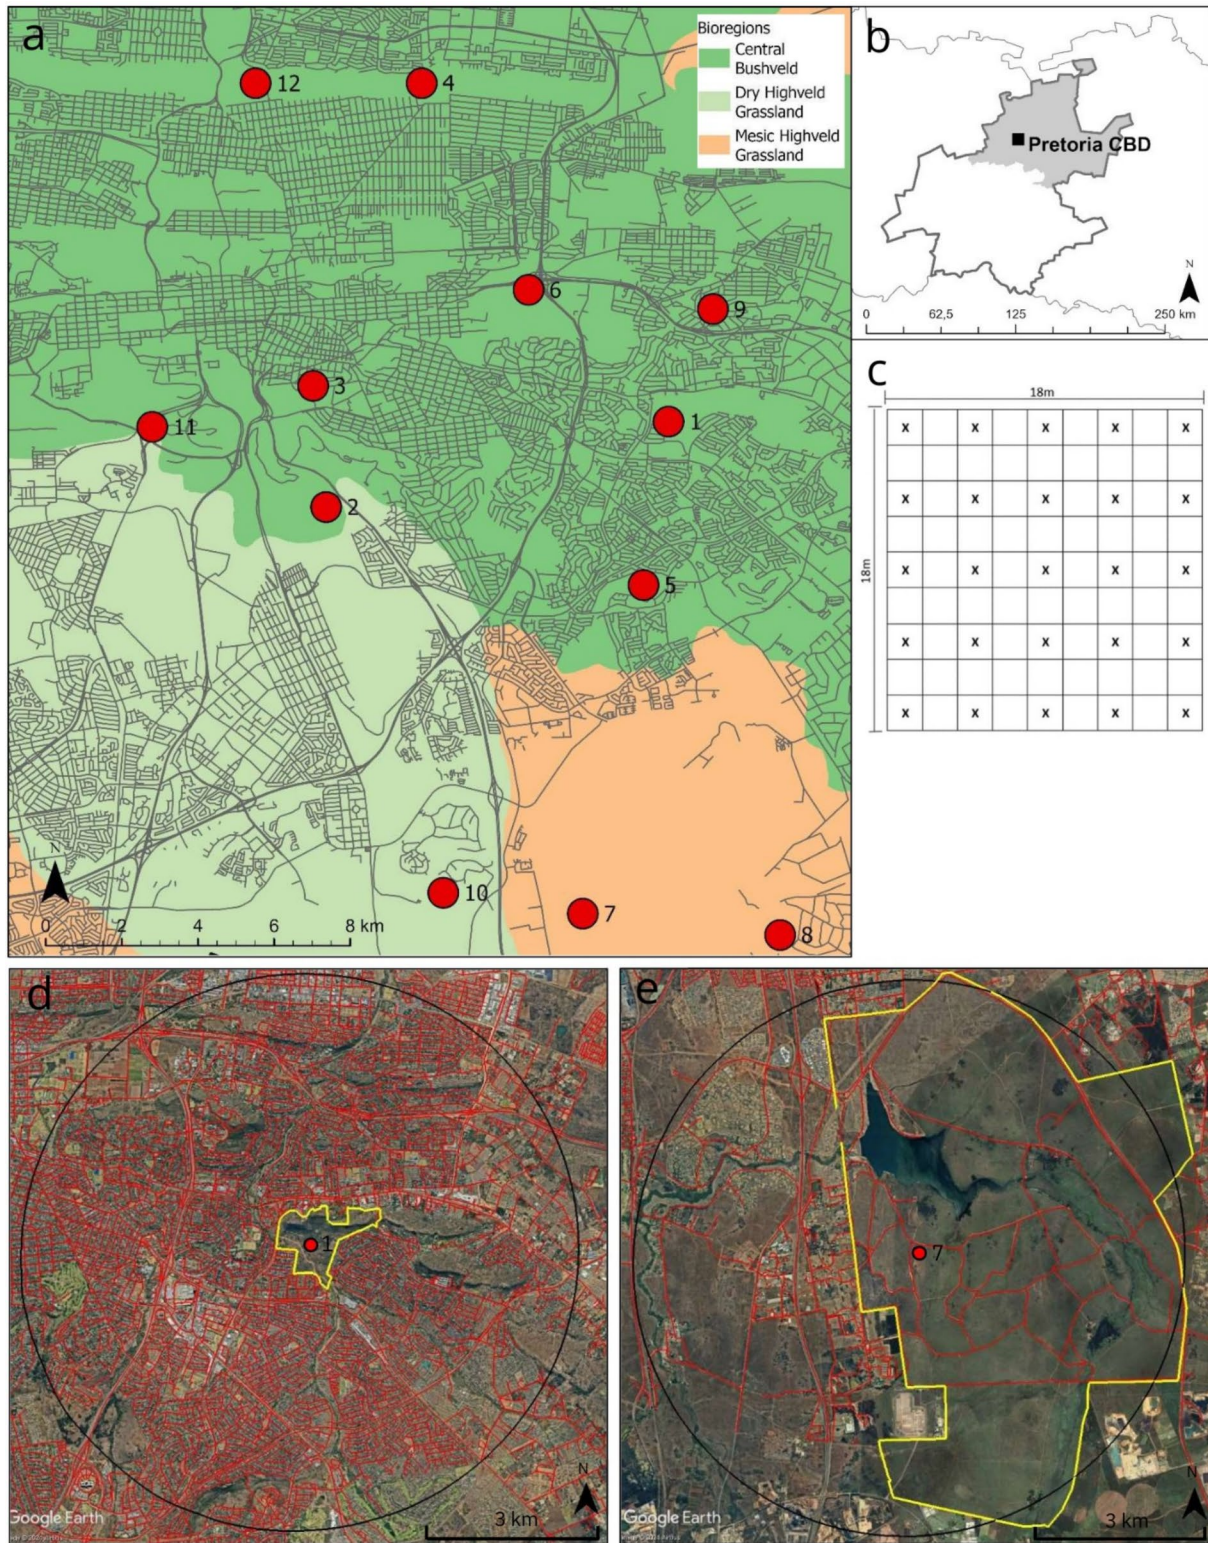 a
Bioregions
Central
Bushveld
Dry Highveld
Grassland
Mesic Highveld
Grassland
12
4
6
9
3
1
11
2
5
10
7
8
N
0 2 4 6 8 km
b
Pretoria CBD
N
0 62,5 125 250 km
c
18m
18m
x x x x x
x x x x x
x x x x x
x x x x x
x x x x x
d
1
N
Google Earth
3 km
e
7
N
Google Earth
3 km